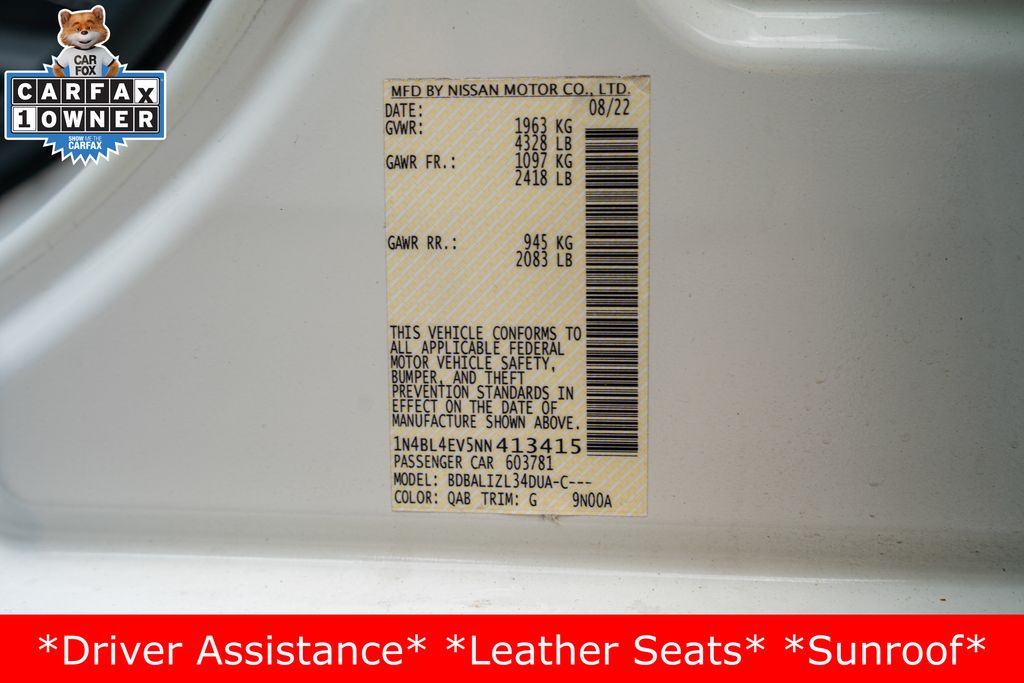 CAR
FOX
CARFAX
1 OWNER
SHOW ME THE
CARFAX
MFD BY NISSAN MOTOR CO., LTD.
DATE: 08/22
GVWR: 1963 KG
4328 LB
GAWR FR.: 1097 KG
2418 LB
GAWR RR.: 945 KG
2083 LB
THIS VEHICLE CONFORMS TO
ALL APPLICABLE FEDERAL
MOTOR VEHICLE SAFETY,
BUMPER, AND THEFT
PREVENTION STANDARDS IN
EFFECT ON THE DATE OF
MANUFACTURE SHOWN ABOVE.
1N4BL4EV5NN413415
PASSENGER CAR 603781
MODEL: BDBALIZL34DUA-C---
COLOR: QAB TRIM: G 9N00A
*Driver Assistance* *Leather Seats* *Sunroof*